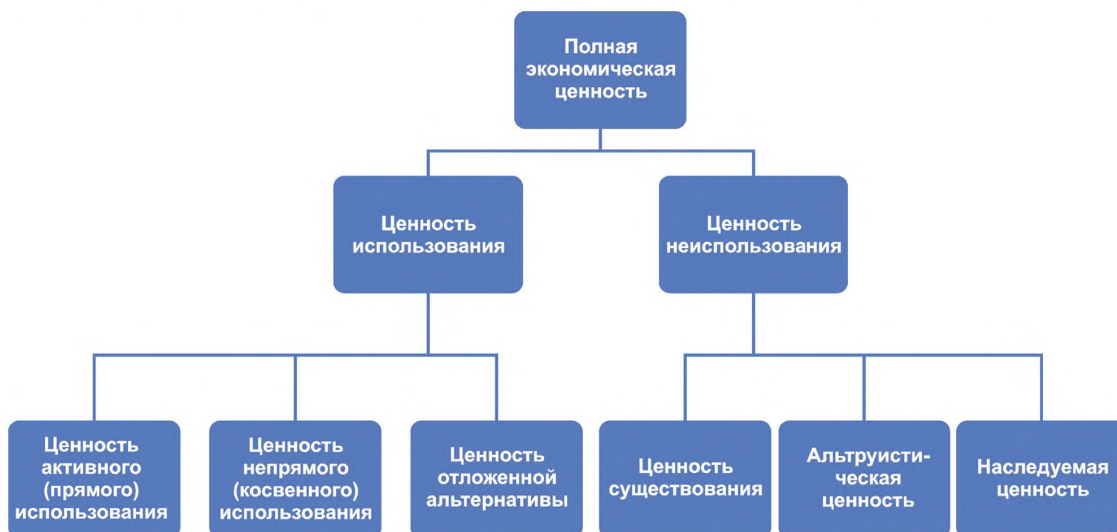 Полная
экономическая
ценность
Ценность
использования
Ценность
неиспользования
Ценность
активного
(прямого)
использования
Ценность
непрямого
(косвенного)
использования
Ценность
отложенной
альтернативы
Ценность
существования
Альтруисти-
ческая
ценность
Наследуемая
ценность